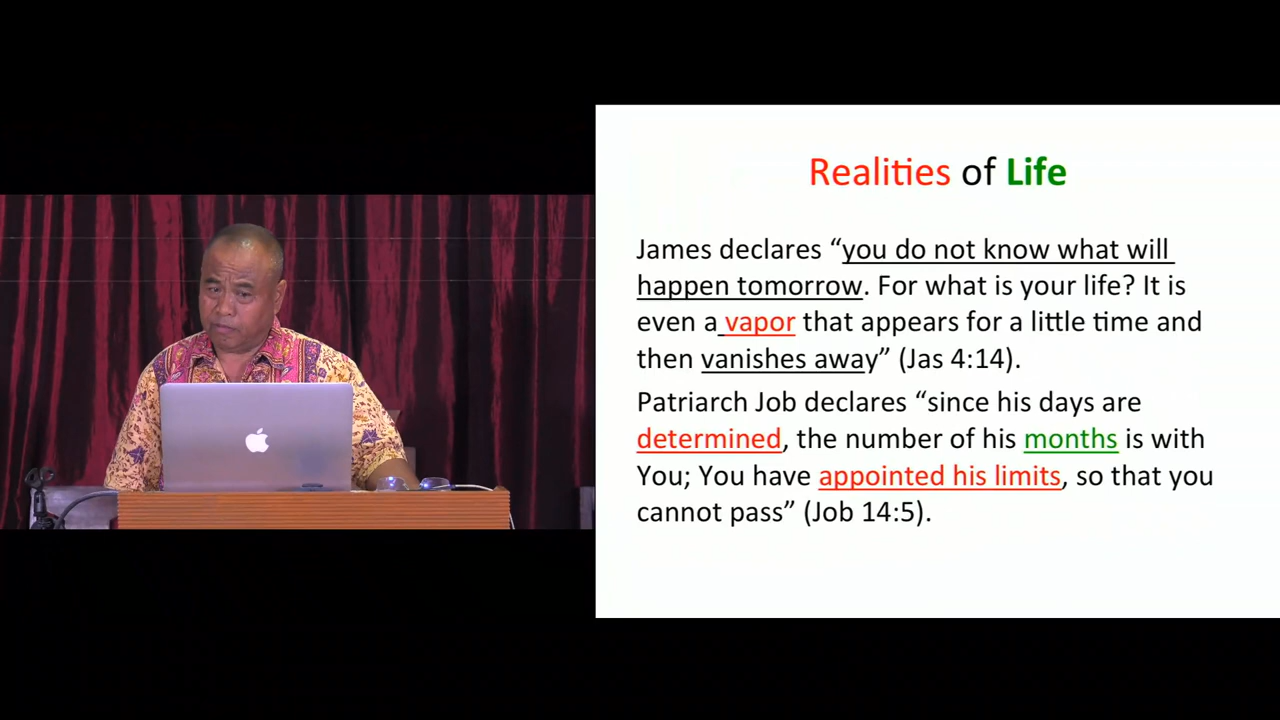 Realities of Life
James declares “you do not know what will
happen tomorrow. For what is your life? It is
even a vapor that appears for a little time and
then vanishes away” (Jas 4:14).
Patriarch Job declares “since his days are
determined, the number of his months is with
You; You have appointed his limits, so that you
cannot pass” (Job 14:5).